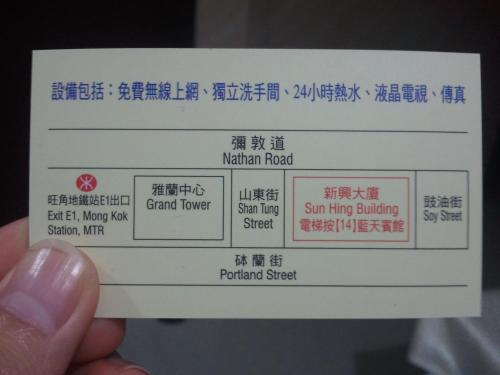 設備包括：免費無線上網、獨立洗手間、24小時熱水、液晶電視、傳真
彌敦道
Nathan Road
旺角地鐵站E1出口
Exit E1, Mong Kok
Station, MTR
雅蘭中心
Grand Tower
山東街
Shan Tung
Street
新興大廈
Sun Hing Building
電梯按【14】藍天賓館
豉油街
Soy Street
砵蘭街
Portland Street